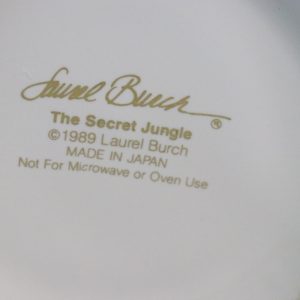 Laurel Burch ®
The Secret Jungle
©1989 Laurel Burch
MADE IN JAPAN
Not For Microwave or Oven Use